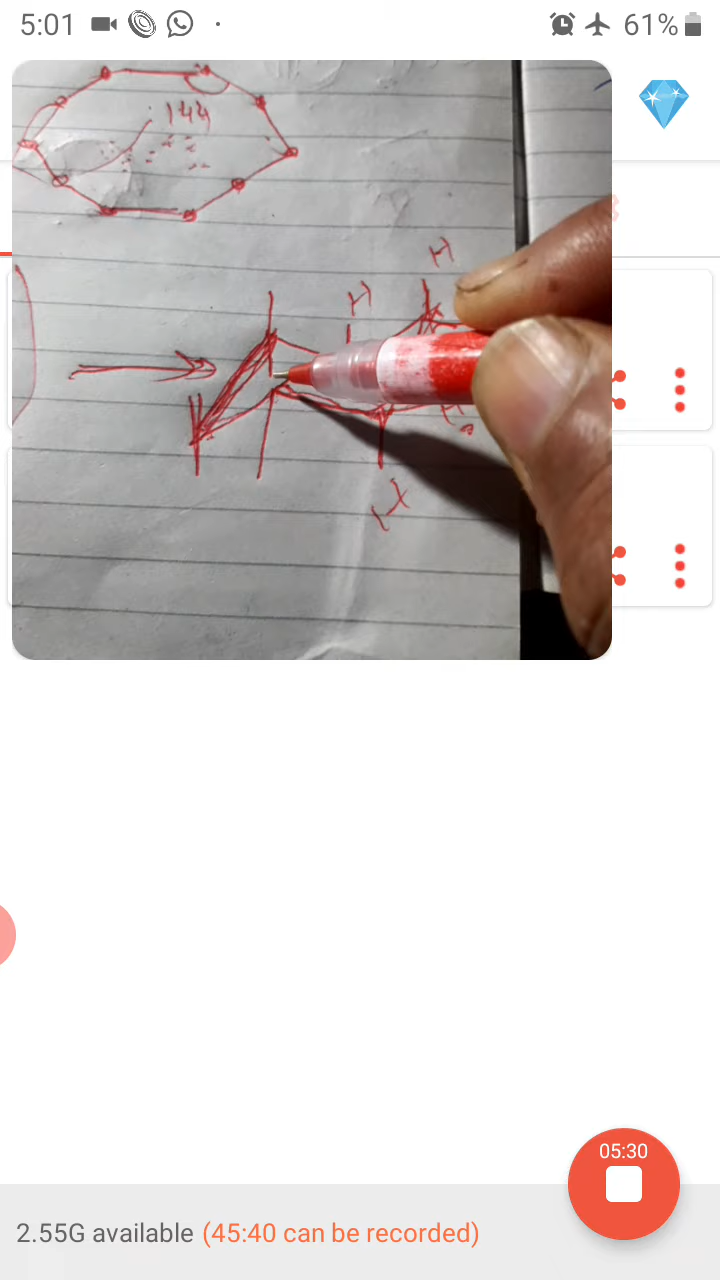 5:01
61%
144
H
H
H
05:30
2.55G available (45:40 can be recorded)